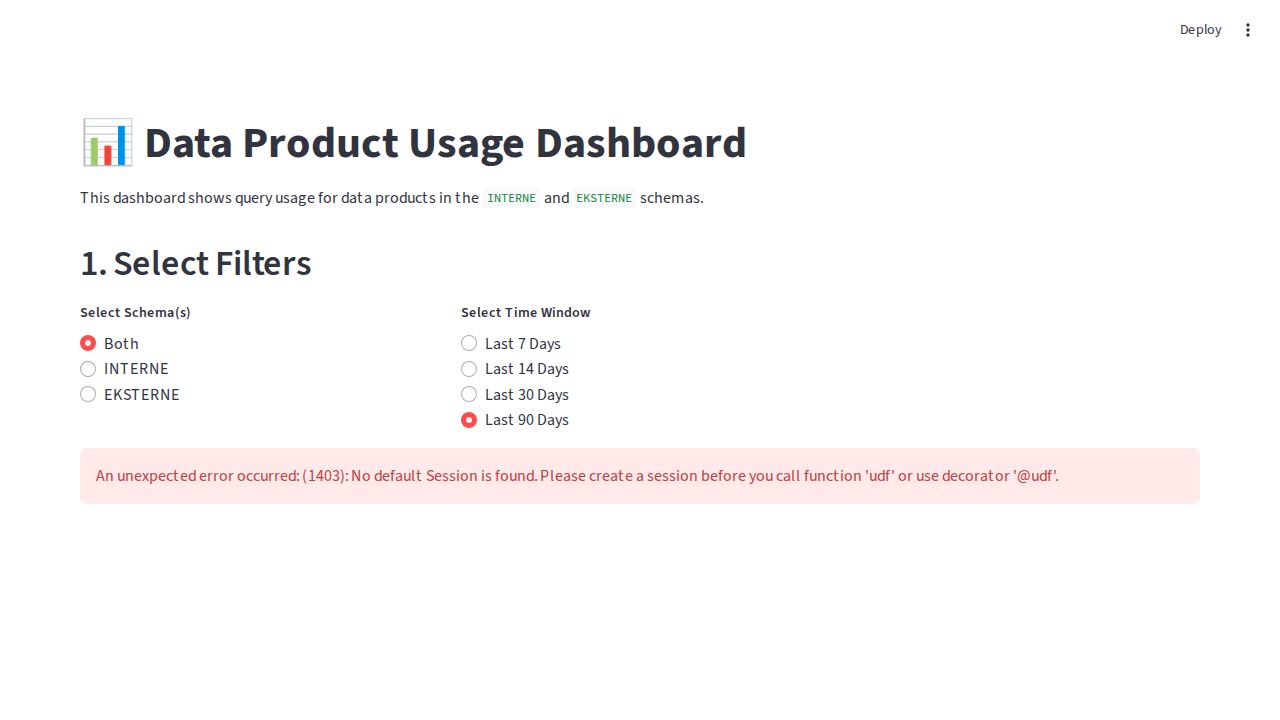 Deploy
Data Product Usage Dashboard
This dashboard shows query usage for data products in the INTERNE and EKSTERNE schemas.
1. Select Filters
Select Schema(s)
Both
INTERNE
EKSTERNE
Select Time Window
Last 7 Days
Last 14 Days
Last 30 Days
Last 90 Days
An unexpected error occurred: (1403): No default Session is found. Please create a session before you call function 'udf' or use decorator '@udf'.